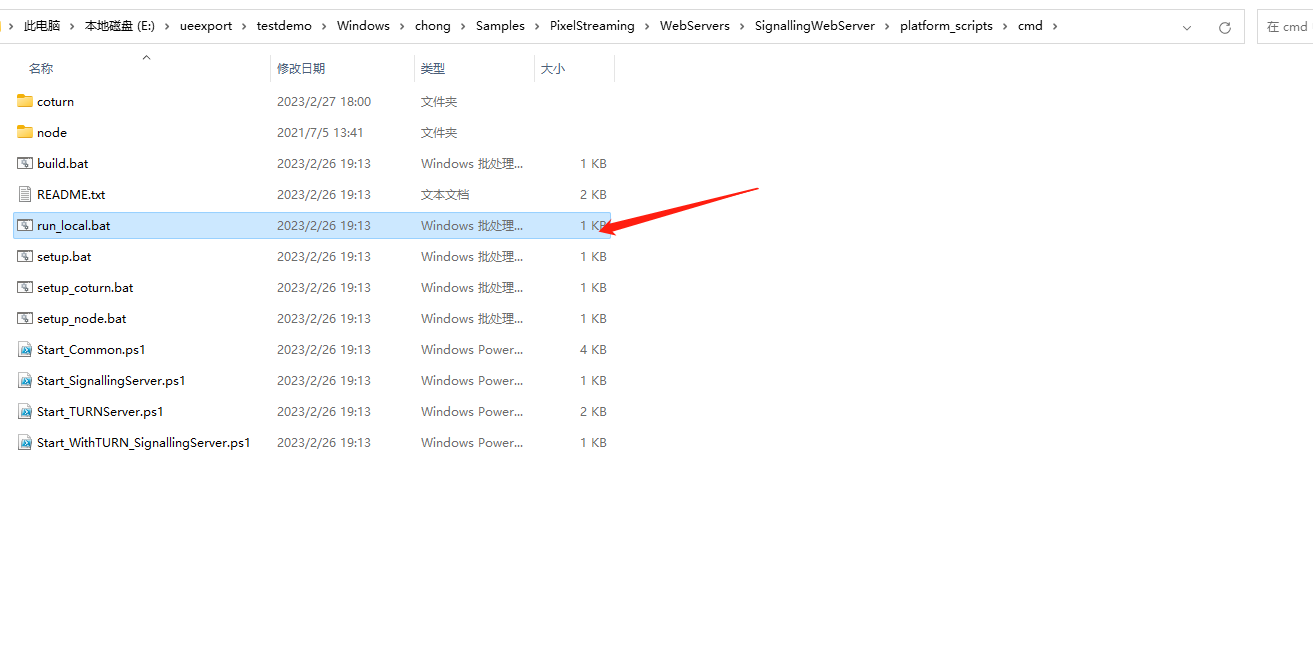 此电脑 › 本地磁盘 (E:) › ueexport › testdemo › Windows › chong › Samples › PixelStreaming › WebServers › SignallingWebServer › platform_scripts › cmd › 在 cmd
名称 修改日期 类型 大小
coturn 2023/2/27 18:00 文件夹
node 2021/7/5 13:41 文件夹
build.bat 2023/2/26 19:13 Windows 批处理... 1 KB
README.txt 2023/2/26 19:13 文本文档 2 KB
run_local.bat 2023/2/26 19:13 Windows 批处理... 1 KB
setup.bat 2023/2/26 19:13 Windows 批处理... 1 KB
setup_coturn.bat 2023/2/26 19:13 Windows 批处理... 1 KB
setup_node.bat 2023/2/26 19:13 Windows 批处理... 1 KB
Start_Common.ps1 2023/2/26 19:13 Windows Power... 4 KB
Start_SignallingServer.ps1 2023/2/26 19:13 Windows Power... 1 KB
Start_TURNServer.ps1 2023/2/26 19:13 Windows Power... 2 KB
Start_WithTURN_SignallingServer.ps1 2023/2/26 19:13 Windows Power... 1 KB